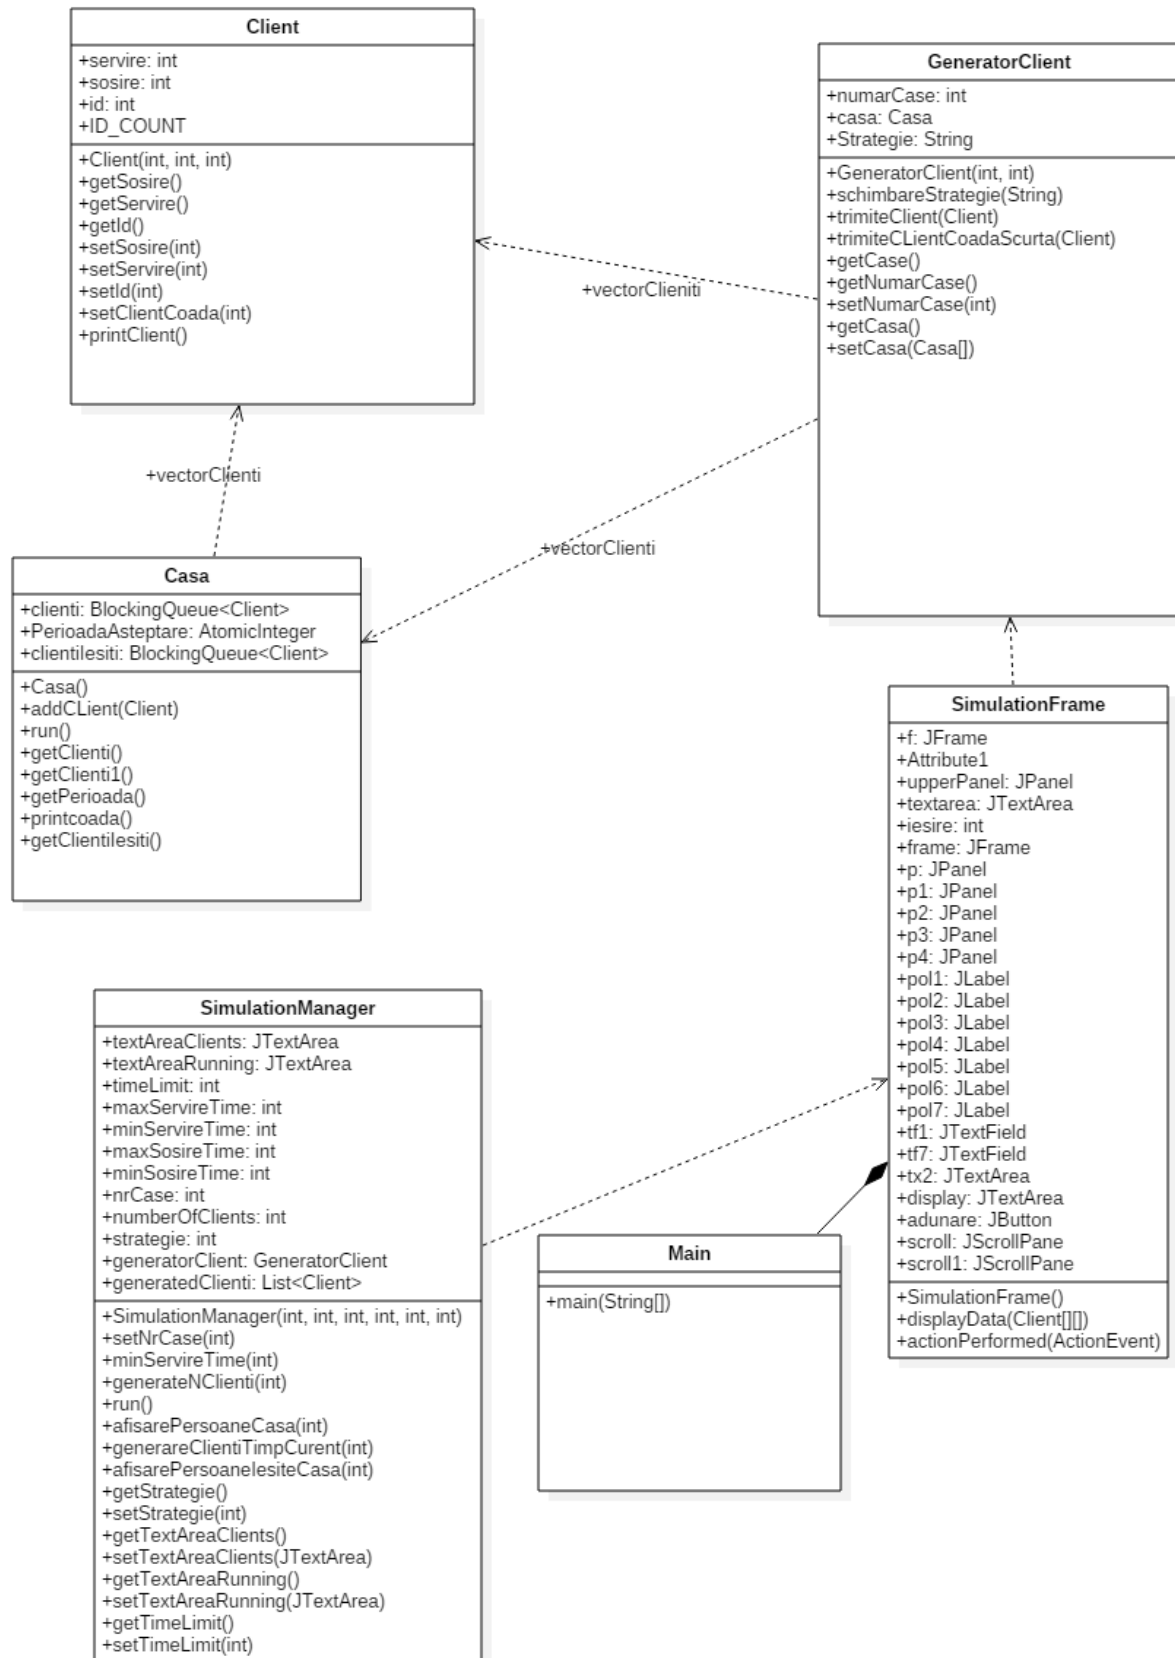 Client
+servire: int
+sosire: int
+id: int
+ID_COUNT
+Client(int, int, int)
+getSosire()
+getServire()
+getId()
+setSosire(int)
+setServire(int)
+setId(int)
+setClientCoada(int)
+printClient()
GeneratorClient
+numarCase: int
+casa: Casa
+Strategie: String
+GeneratorClient(int, int)
+schimbareStrategie(String)
+trimiteClient(Client)
+trimiteCLientCoadaScurta(Client)
+getCase()
+getNumarCase()
+setNumarCase(int)
+getCasa()
+setCasa(Casa[])
+vectorClieniti
+vectorClienti
+vectorClienti
Casa
+clienti: BlockingQueue<Client>
+PerioadaAsteptare: AtomicInteger
+clientiIesiti: BlockingQueue<Client>
+Casa()
+addCLient(Client)
+run()
+getClienti()
+getClienti1()
+getPerioada()
+printcoada()
+getClientiIesiti()
SimulationFrame
+f: JFrame
+Attribute1
+upperPanel: JPanel
+textarea: JTextArea
+iesire: int
+frame: JFrame
+p: JPanel
+p1: JPanel
+p2: JPanel
+p3: JPanel
+p4: JPanel
+pol1: JLabel
+pol2: JLabel
+pol3: JLabel
+pol4: JLabel
+pol5: JLabel
+pol6: JLabel
+pol7: JLabel
+tf1: JTextField
+tf7: JTextField
+tx2: JTextArea
+display: JTextArea
+adunare: JButton
+scroll: JScrollPane
+scroll1: JScrollPane
+SimulationFrame()
+displayData(Client[][])
+actionPerformed(ActionEvent)
SimulationManager
+textAreaClients: JTextArea
+textAreaRunning: JTextArea
+timeLimit: int
+maxServireTime: int
+minServireTime: int
+maxSosireTime: int
+minSosireTime: int
+nrCase: int
+numberOfClients: int
+strategie: int
+generatorClient: GeneratorClient
+generatedClienti: List<Client>
+SimulationManager(int, int, int, int, int, int)
+setNrCase(int)
+minServireTime(int)
+generateNClienti(int)
+run()
+afisarePersoaneCasa(int)
+generareClientiTimpCurent(int)
+afisarePersoaneIesiteCasa(int)
+getStrategie()
+setStrategie(int)
+getTextAreaClients()
+setTextAreaClients(JTextArea)
+getTextAreaRunning()
+setTextAreaRunning(JTextArea)
+getTimeLimit()
+setTimeLimit(int)
Main
+main(String[])